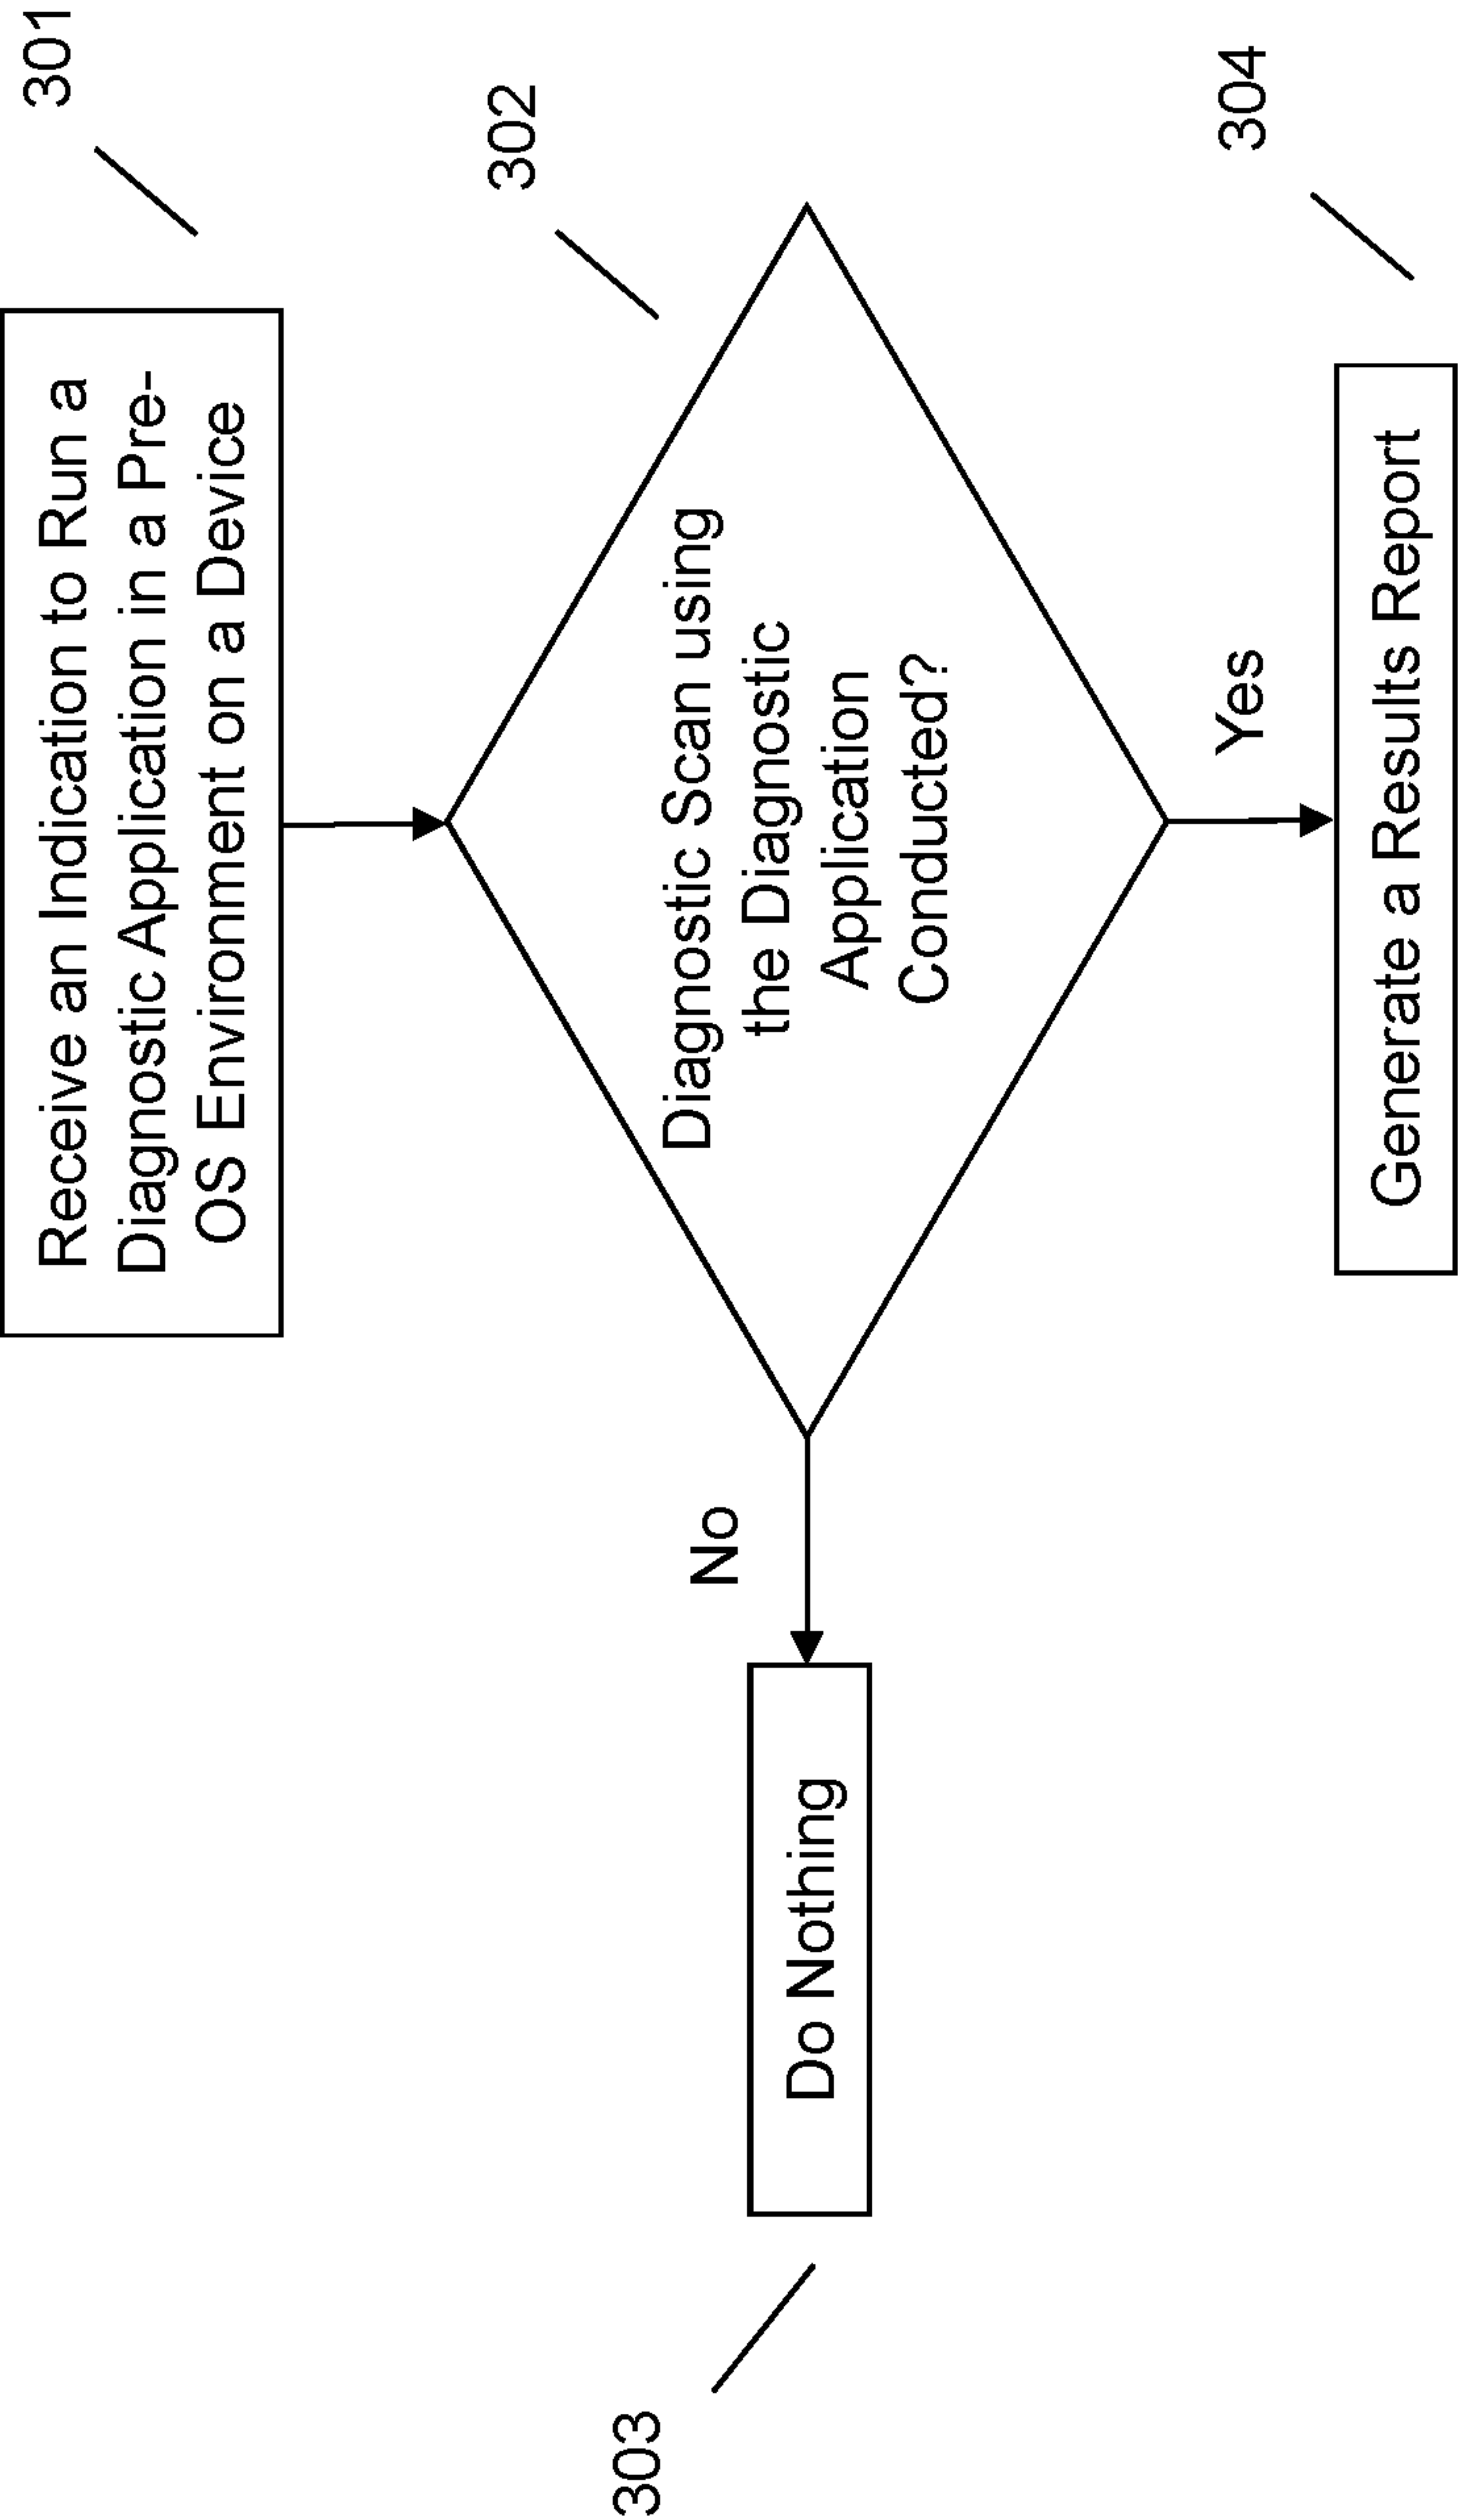 301
Receive an Indication to Run a
Diagnostic Application in a Pre-
OS Environment on a Device
302
Diagnostic Scan using
the Diagnostic
Application
Conducted?
No
303
Do Nothing
Yes
304
Generate a Results Report